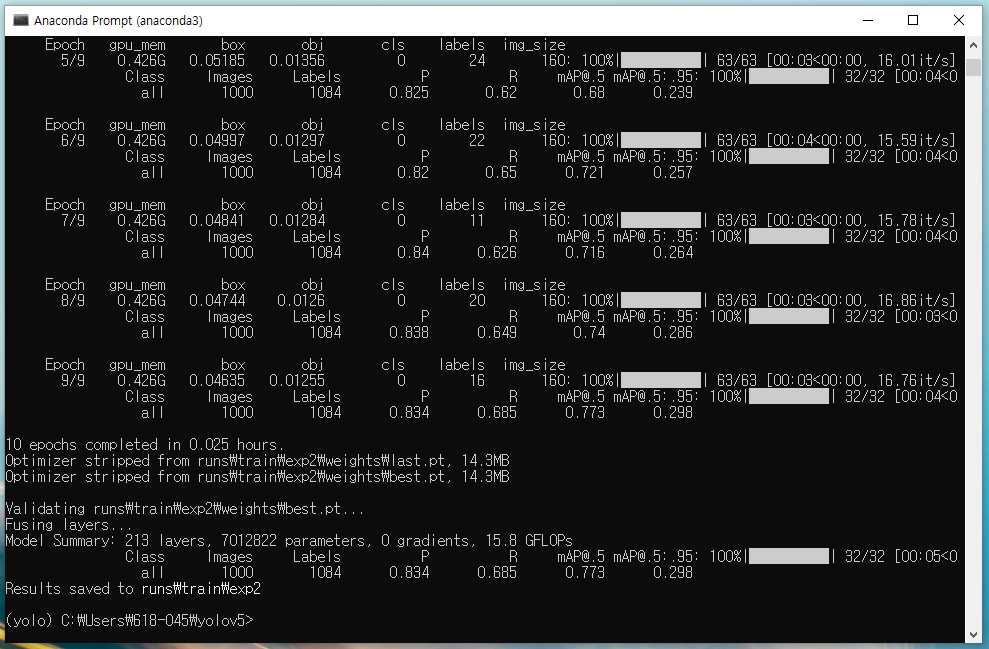 Anaconda Prompt (anaconda3)
Epoch gpu_mem box obj cls labels img_size
5/9 0.426G 0.05185 0.01356 0 24 160: 100%|██████████| 63/63 [00:03<00:00, 16.01it/s]
Class Images Labels P R mAP@.5 mAP@.5:.95: 100%|██████████| 32/32 [00:04<0
all 1000 1084 0.825 0.62 0.68 0.239
Epoch gpu_mem box obj cls labels img_size
6/9 0.426G 0.04997 0.01297 0 22 160: 100%|██████████| 63/63 [00:04<00:00, 15.59it/s]
Class Images Labels P R mAP@.5 mAP@.5:.95: 100%|██████████| 32/32 [00:04<0
all 1000 1084 0.82 0.65 0.721 0.257
Epoch gpu_mem box obj cls labels img_size
7/9 0.426G 0.04841 0.01284 0 11 160: 100%|██████████| 63/63 [00:03<00:00, 15.78it/s]
Class Images Labels P R mAP@.5 mAP@.5:.95: 100%|██████████| 32/32 [00:04<0
all 1000 1084 0.84 0.626 0.716 0.264
Epoch gpu_mem box obj cls labels img_size
8/9 0.426G 0.04744 0.0126 0 20 160: 100%|██████████| 63/63 [00:03<00:00, 16.86it/s]
Class Images Labels P R mAP@.5 mAP@.5:.95: 100%|██████████| 32/32 [00:03<0
all 1000 1084 0.838 0.649 0.74 0.286
Epoch gpu_mem box obj cls labels img_size
9/9 0.426G 0.04635 0.01255 0 16 160: 100%|██████████| 63/63 [00:03<00:00, 16.76it/s]
Class Images Labels P R mAP@.5 mAP@.5:.95: 100%|██████████| 32/32 [00:04<0
all 1000 1084 0.834 0.685 0.773 0.298
10 epochs completed in 0.025 hours.
Optimizer stripped from runs₩train₩exp2₩weights₩last.pt, 14.3MB
Optimizer stripped from runs₩train₩exp2₩weights₩best.pt, 14.3MB
Validating runs₩train₩exp2₩weights₩best.pt...
Fusing layers...
Model Summary: 213 layers, 7012822 parameters, 0 gradients, 15.8 GFLOPs
Class Images Labels P R mAP@.5 mAP@.5:.95: 100%|██████████| 32/32 [00:05<0
all 1000 1084 0.834 0.685 0.773 0.298
Results saved to runs₩train₩exp2
(yolo) C:₩Users₩618-045₩yolov5>